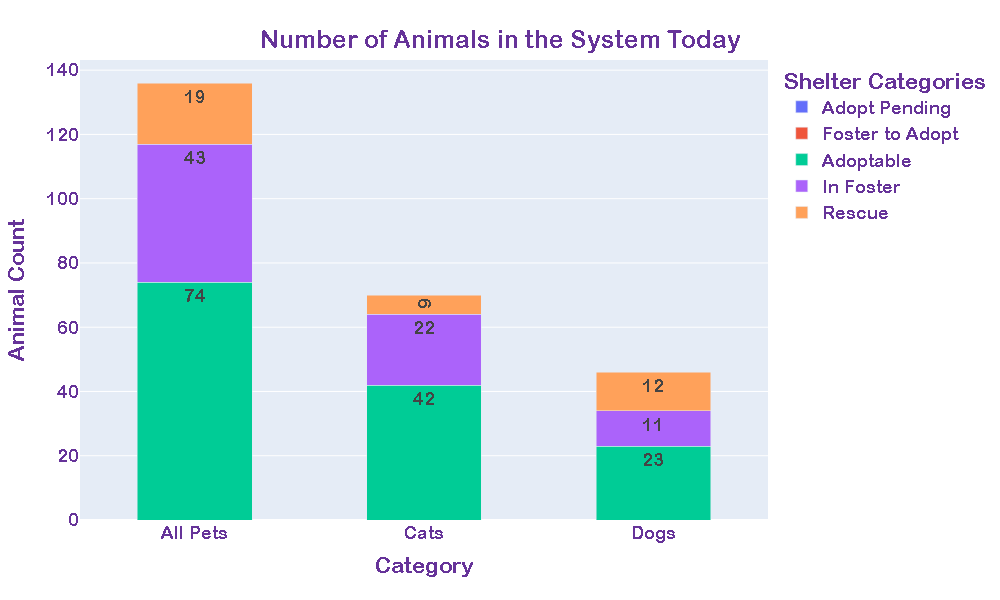 Number of Animals in the System Today
Shelter Categories
Adopt Pending
Foster to Adopt
Adoptable
In Foster
Rescue
Animal Count
140
120
100
80
60
40
20
0
19
43
74
6
22
42
12
11
23
All Pets
Cats
Dogs
Category